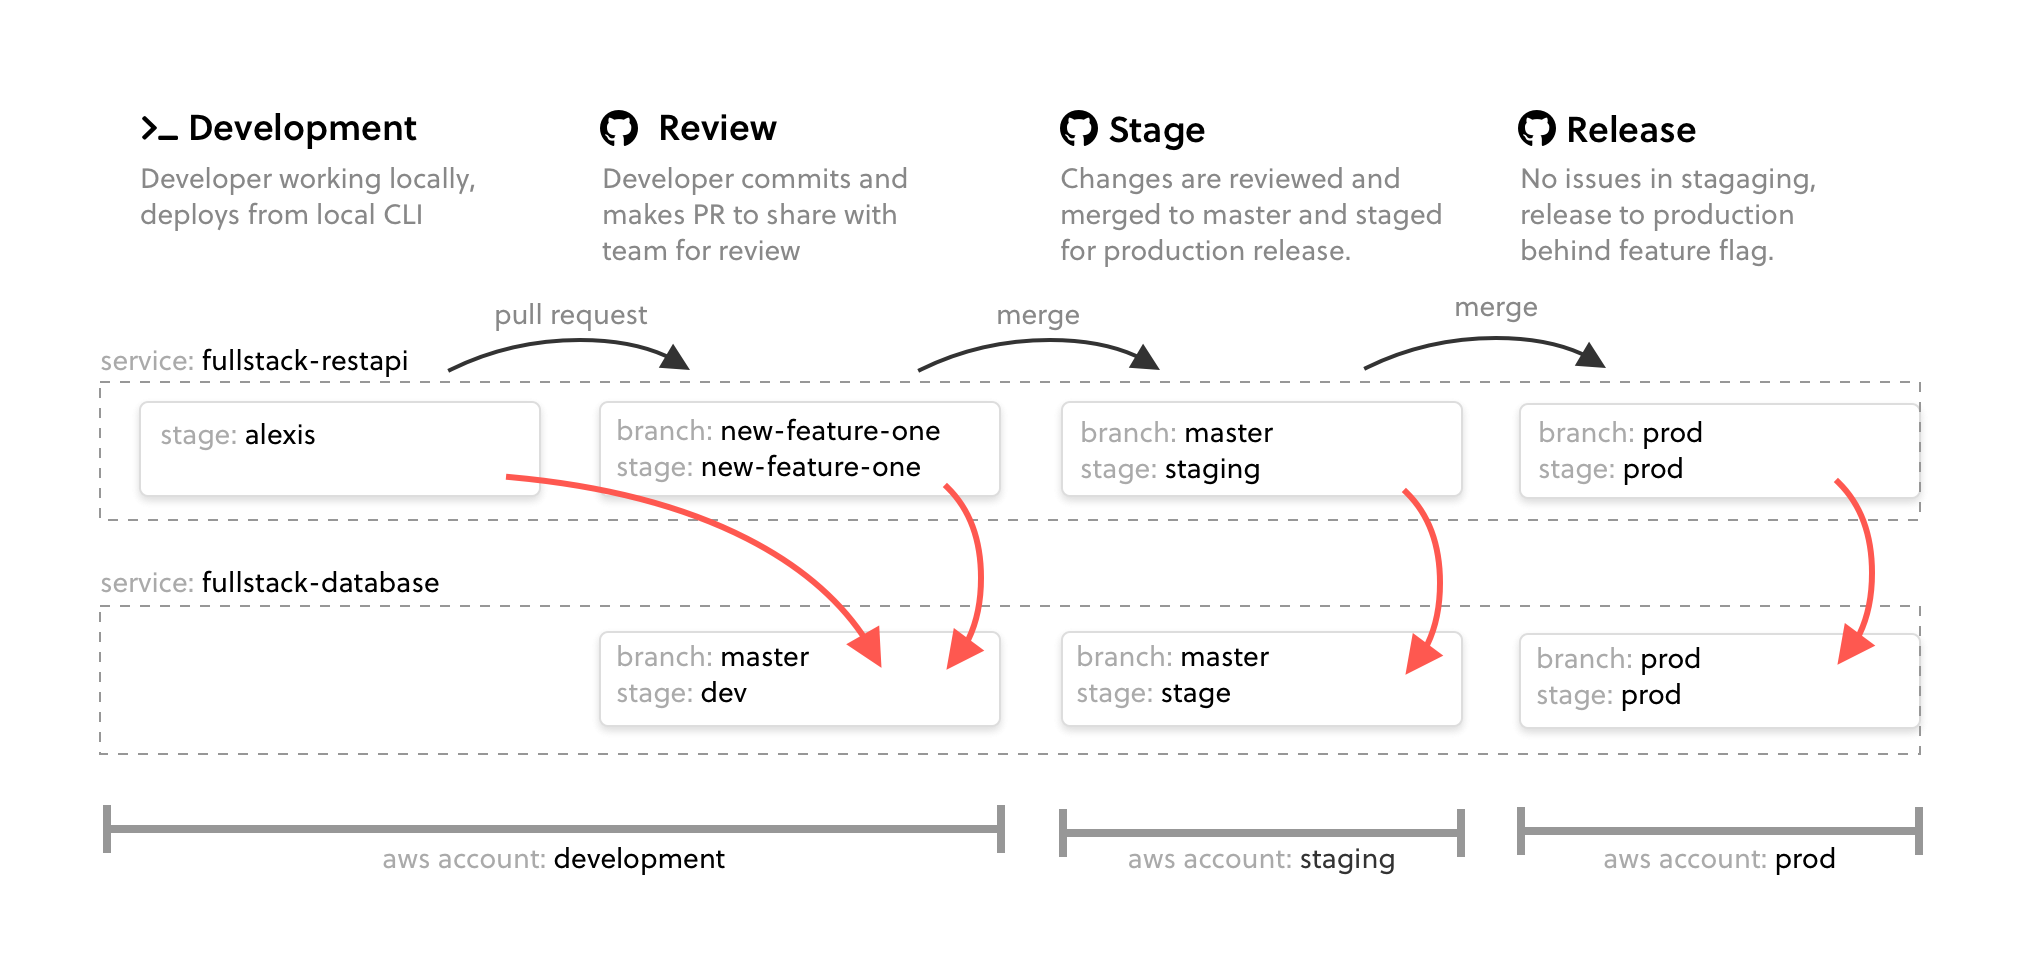 Development
Developer working locally,
deploys from local CLI
Review
Developer commits and
makes PR to share with
team for review
Stage
Changes are reviewed and
merged to master and staged
for production release.
Release
No issues in stagaging,
release to production
behind feature flag.
pull request
merge
merge
service: fullstack-restapi
stage: alexis
branch: new-feature-one
stage: new-feature-one
branch: master
stage: staging
branch: prod
stage: prod
service: fullstack-database
branch: master
stage: dev
branch: master
stage: stage
branch: prod
stage: prod
aws account: development
aws account: staging
aws account: prod